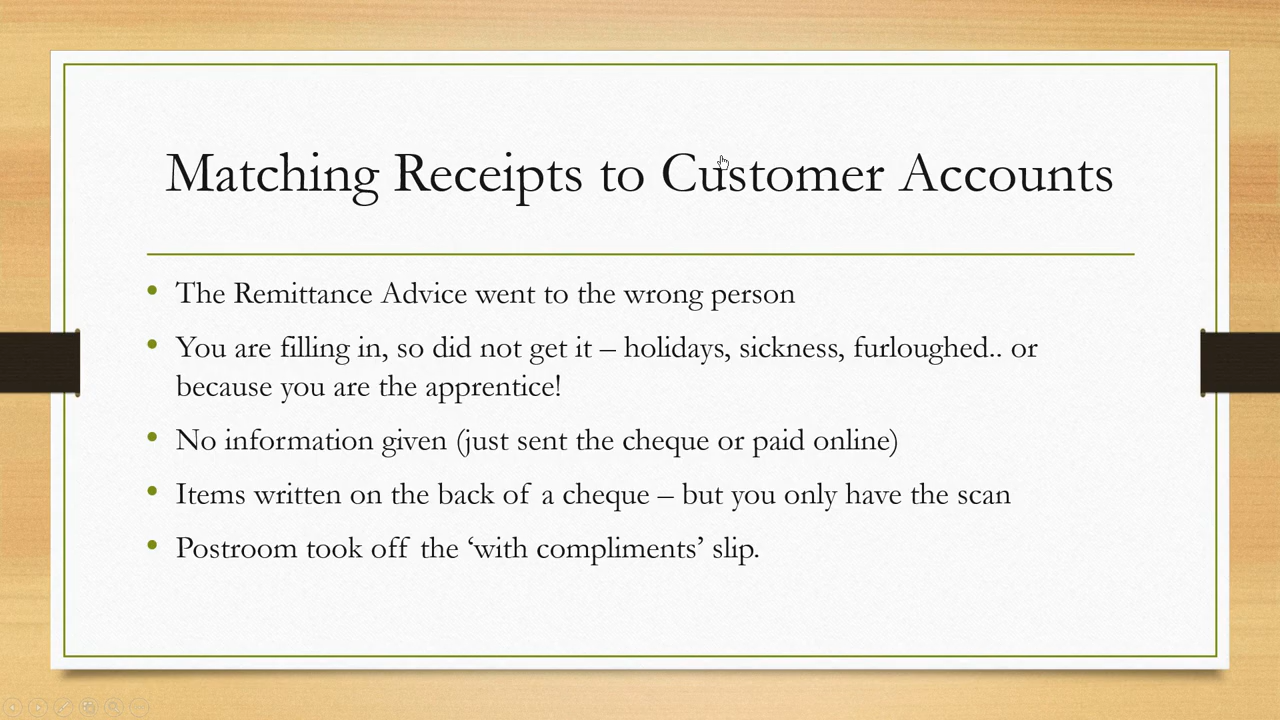 Matching Receipts to Customer Accounts
• The Remittance Advice went to the wrong person
• You are filling in, so did not get it – holidays, sickness, furloughed.. or
because you are the apprentice!
• No information given (just sent the cheque or paid online)
• Items written on the back of a cheque – but you only have the scan
• Postroom took off the ‘with compliments’ slip.